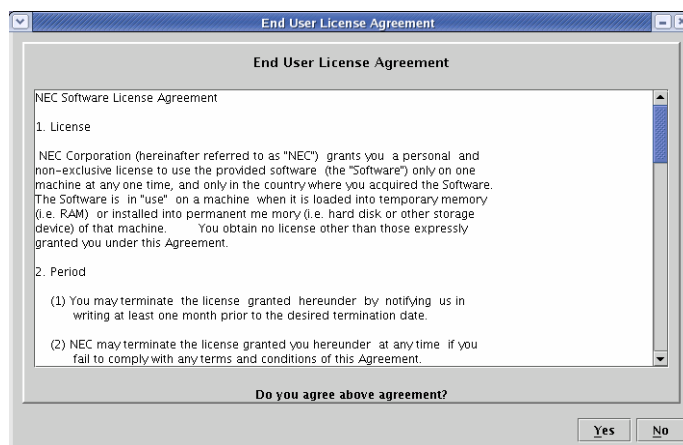 End User License Agreement
End User License Agreement
NEC Software License Agreement
1. License
NEC Corporation (hereinafter referred to as "NEC") grants you a personal and
non-exclusive license to use the provided software (the "Software") only on one
machine at any one time, and only in the country where you acquired the Software.
The Software is in "use" on a machine when it is loaded into temporary memory
(i.e. RAM) or installed into permanent me mory (i.e. hard disk or other storage
device) of that machine. You obtain no license other than those expressly
granted you under this Agreement.
2. Period
(1) You may terminate the license granted hereunder by notifying us in
writing at least one month prior to the desired termination date.
(2) NEC may terminate the license granted you hereunder at any time if you
fail to comply with any terms and conditions of this Agreement.
Do you agree above agreement?
Yes No